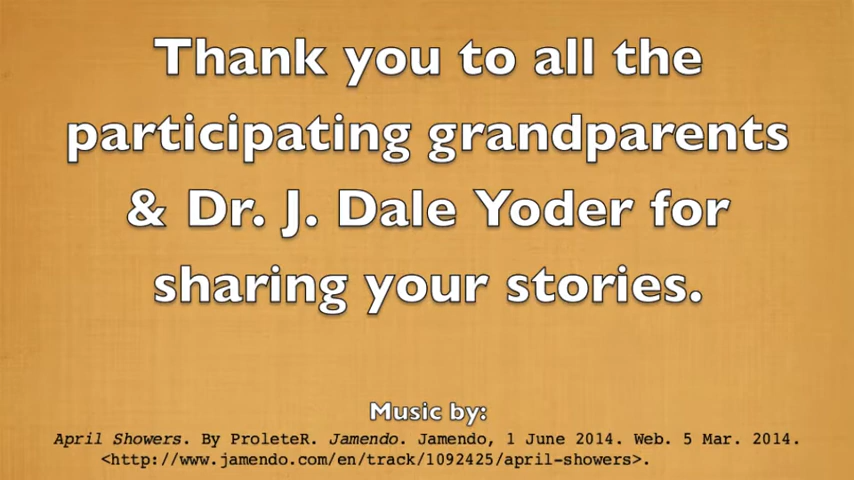 Thank you to all the
participating grandparents
& Dr. J. Dale Yoder for
sharing your stories.
Music by:
April Showers. By ProleteR. Jamendo. Jamendo, 1 June 2014. Web. 5 Mar. 2014.
<http://www.jamendo.com/en/track/1092425/april-showers>.